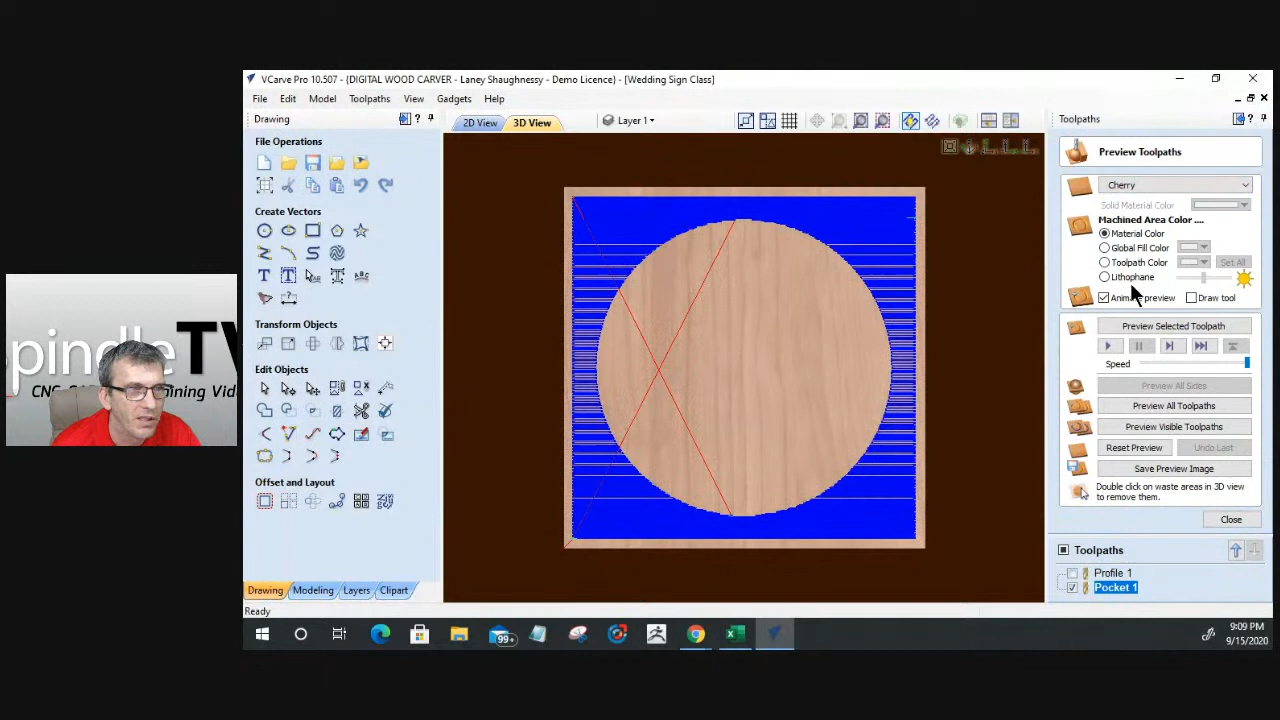 VCarve Pro 10.507 - {DIGITAL WOOD CARVER - Laney Shaughnessy - Demo Licence} - [Wedding Sign Class]
File Edit Model Toolpaths View Gadgets Help
Drawing
2D View
3D View
Layer 1
Toolpaths
File Operations
Create Vectors
Transform Objects
Edit Objects
Offset and Layout
Drawing
Modeling
Layers
Clipart
Ready
Preview Toolpaths
Cherry
Solid Material Color
Machined Area Color ....
Material Color
Global Fill Color
Toolpath Color
Set All
Lithophane
preview
Draw tool
Preview Selected Toolpath
Speed
Preview All Sides
Preview All Toolpaths
Preview Visible Toolpaths
Reset Preview
Undo Last
Save Preview Image
Double click on waste areas in 3D view
to remove them.
Close
Toolpaths
Profile 1
Pocket 1
pindleTV
99+
9:09 PM
9/15/2020